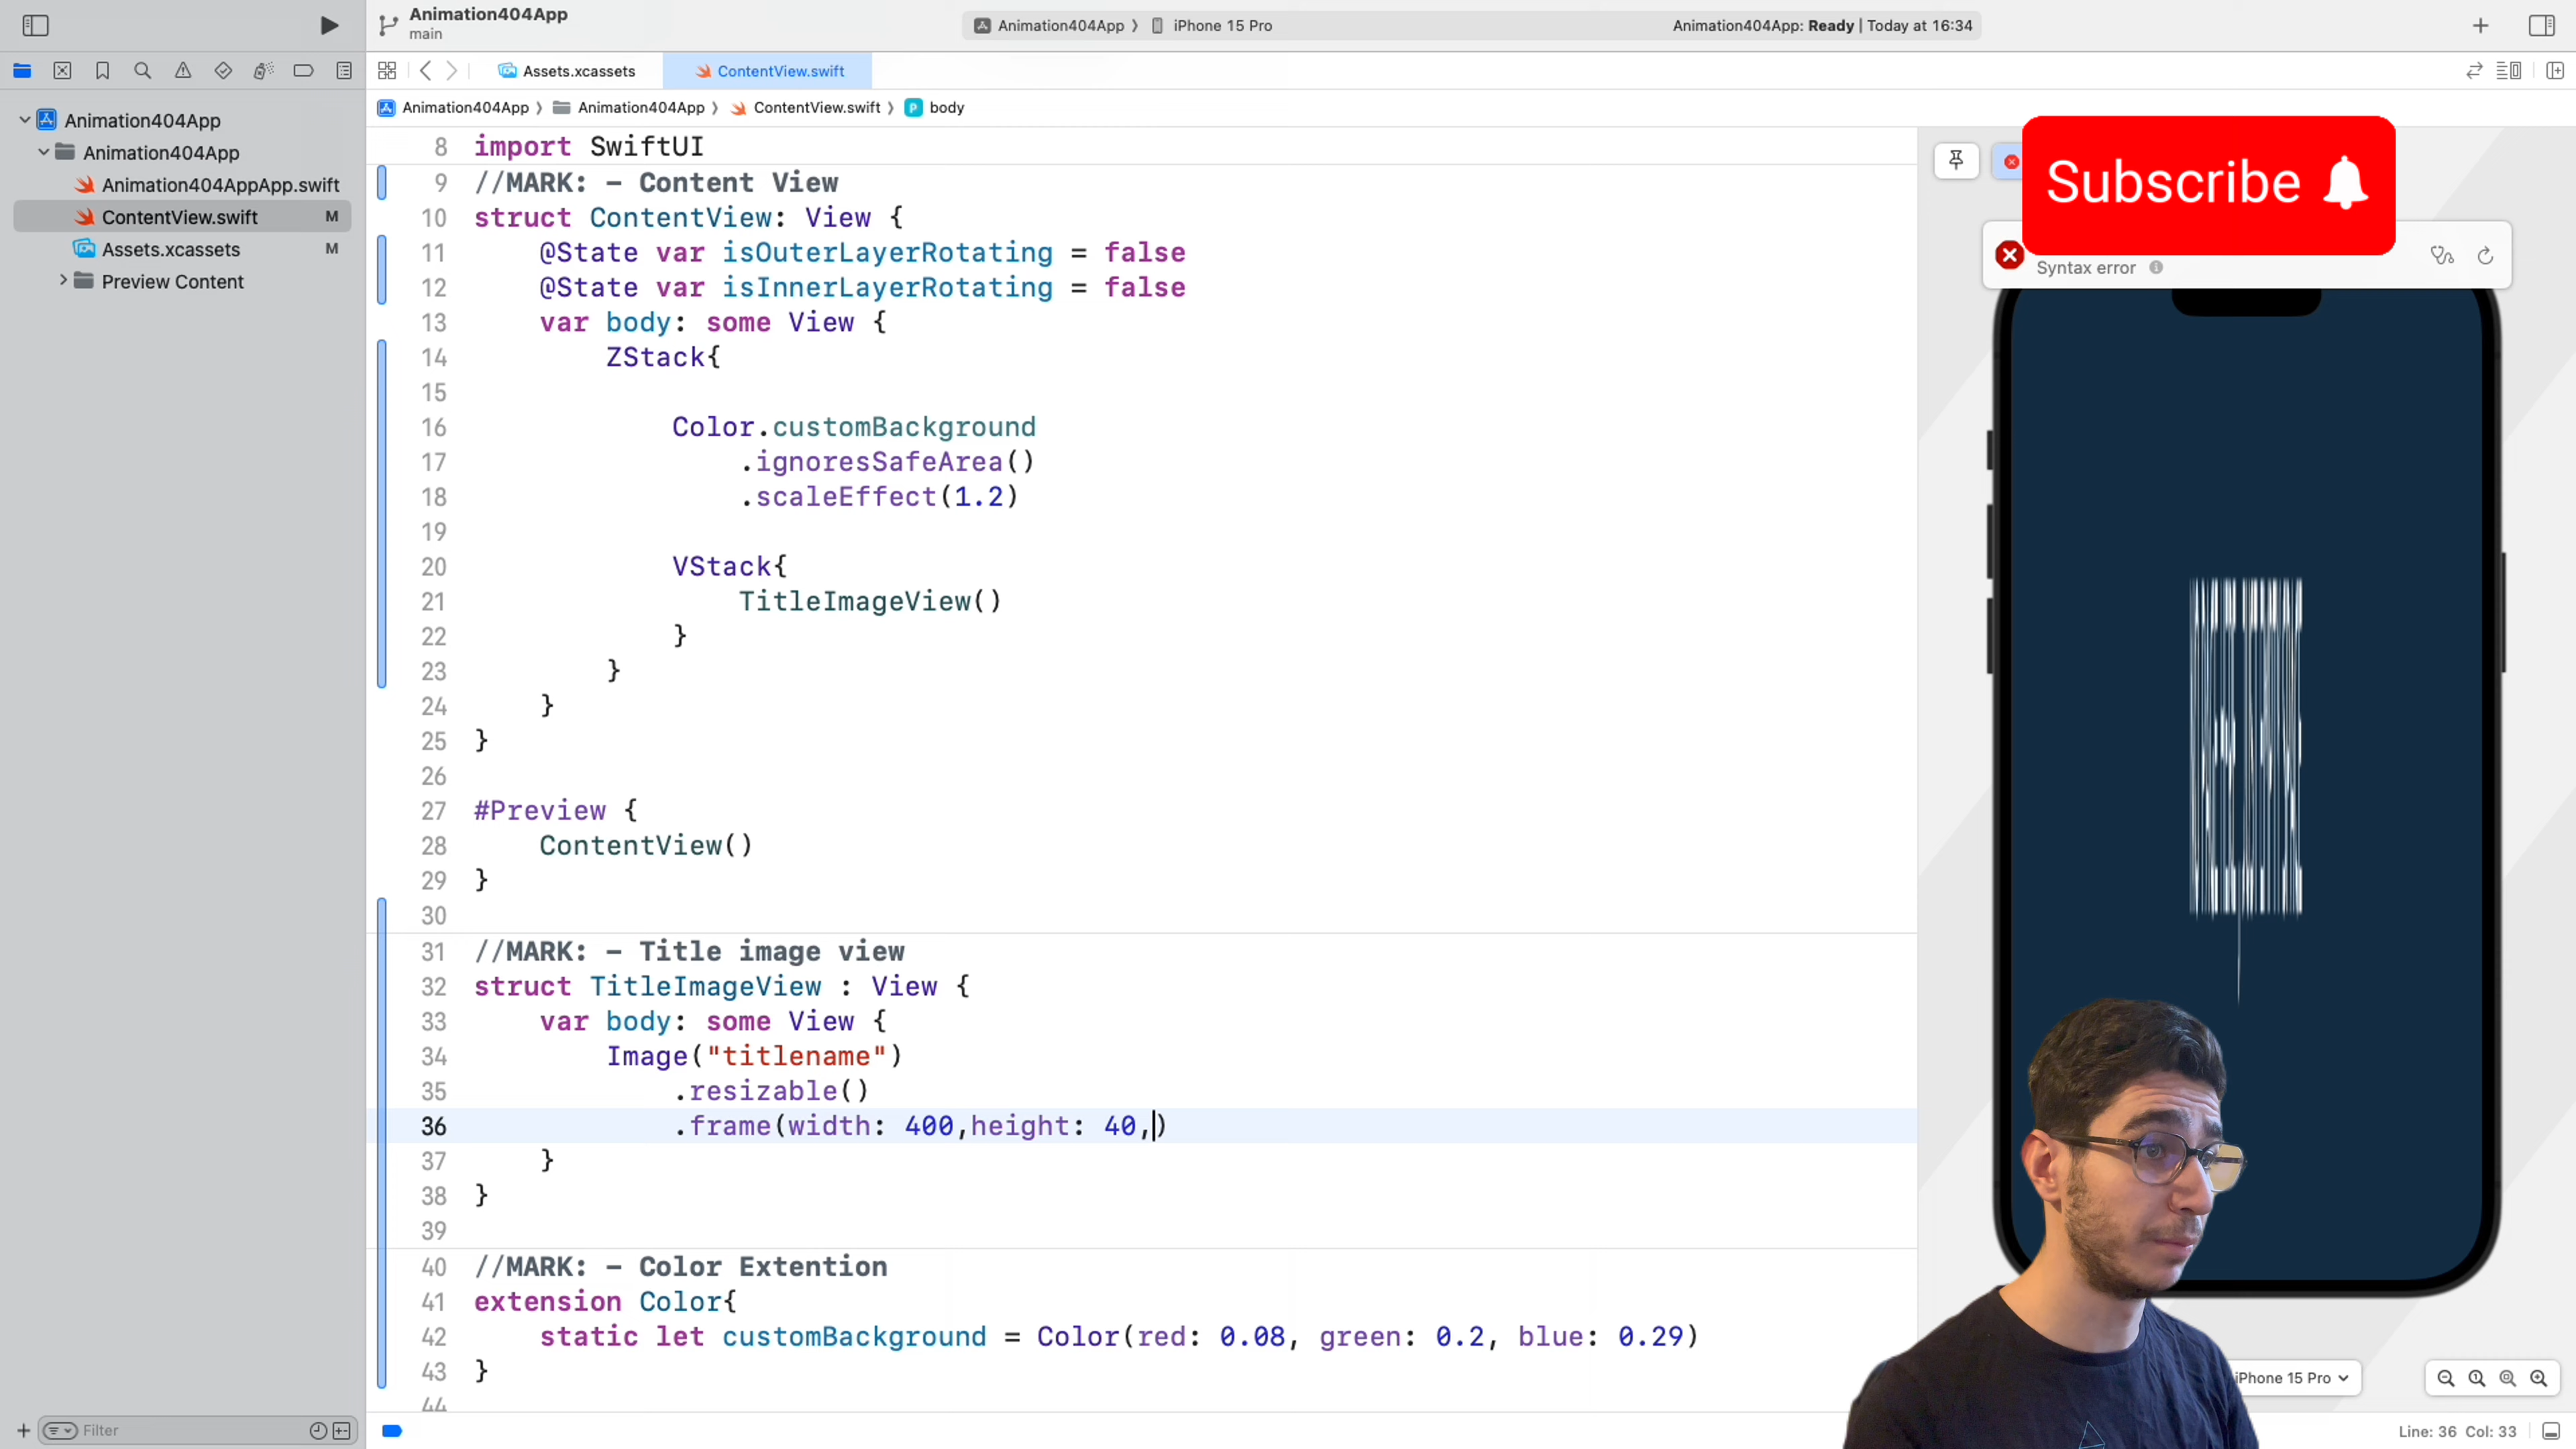 Animation404App
main
Animation404App
iPhone 15 Pro
Animation404App: Ready | Today at 16:34
Assets.xcassets
ContentView.swift
Animation404App
Animation404App
ContentView.swift
P body
Animation404App
Animation404App
Animation404AppApp.swift
ContentView.swift M
Assets.xcassets M
Preview Content
8 import SwiftUI
9 //MARK: - Content View
10 struct ContentView: View {
11 @State var isOuterLayerRotating = false
12 @State var isInnerLayerRotating = false
13 var body: some View {
14 ZStack{
15
16 Color.customBackground
17 .ignoresSafeArea()
18 .scaleEffect(1.2)
19
20 VStack{
21 TitleImageView()
22 }
23 }
24 }
25 }
26
27 #Preview {
28 ContentView()
29 }
30
31 //MARK: - Title image view
32 struct TitleImageView : View {
33 var body: some View {
34 Image("titlename")
35 .resizable()
36 .frame(width: 400,height: 40,)
37 }
38 }
39
40 //MARK: - Color Extention
41 extension Color{
42 static let customBackground = Color(red: 0.08, green: 0.2, blue: 0.29)
43 }
44
Subscribe
Syntax error
iPhone 15 Pro
Filter
Line: 36 Col: 33